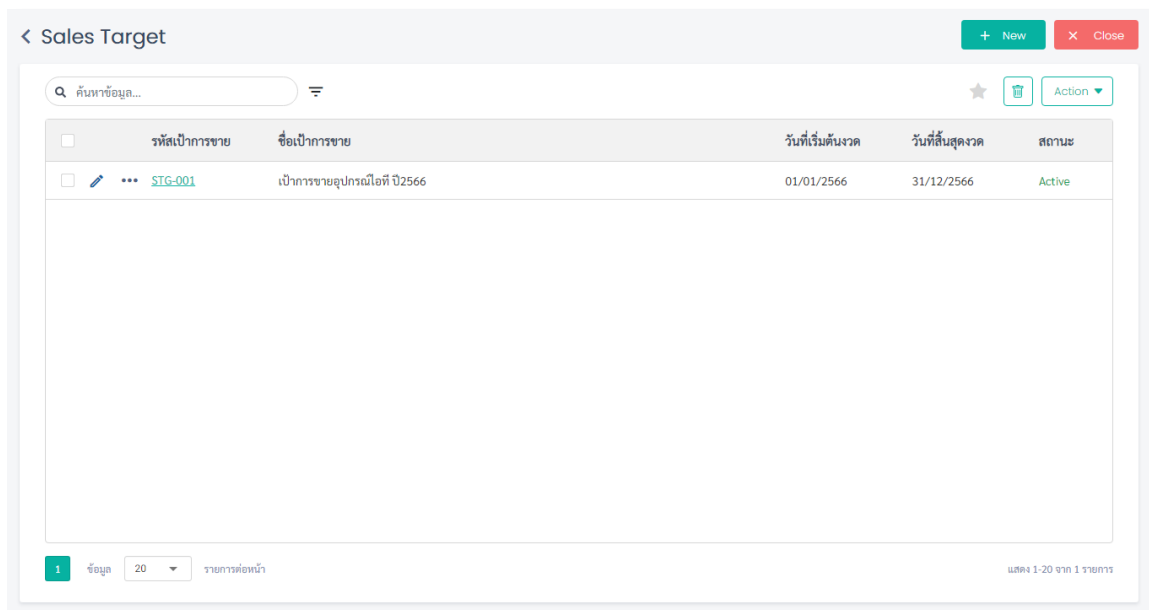 Sales Target
+ New
× Close
ค้นหาข้อมูล...
Action
รหัสเป้าการขาย ชื่อเป้าการขาย วันที่เริ่มต้นงวด วันที่สิ้นสุดงวด สถานะ
STG-001 เป้าการขายอุปกรณ์ไอที ปี2566 01/01/2566 31/12/2566 Active
1 ข้อมูล 20 รายการต่อหน้า แสดง 1-20 จาก 1 รายการ